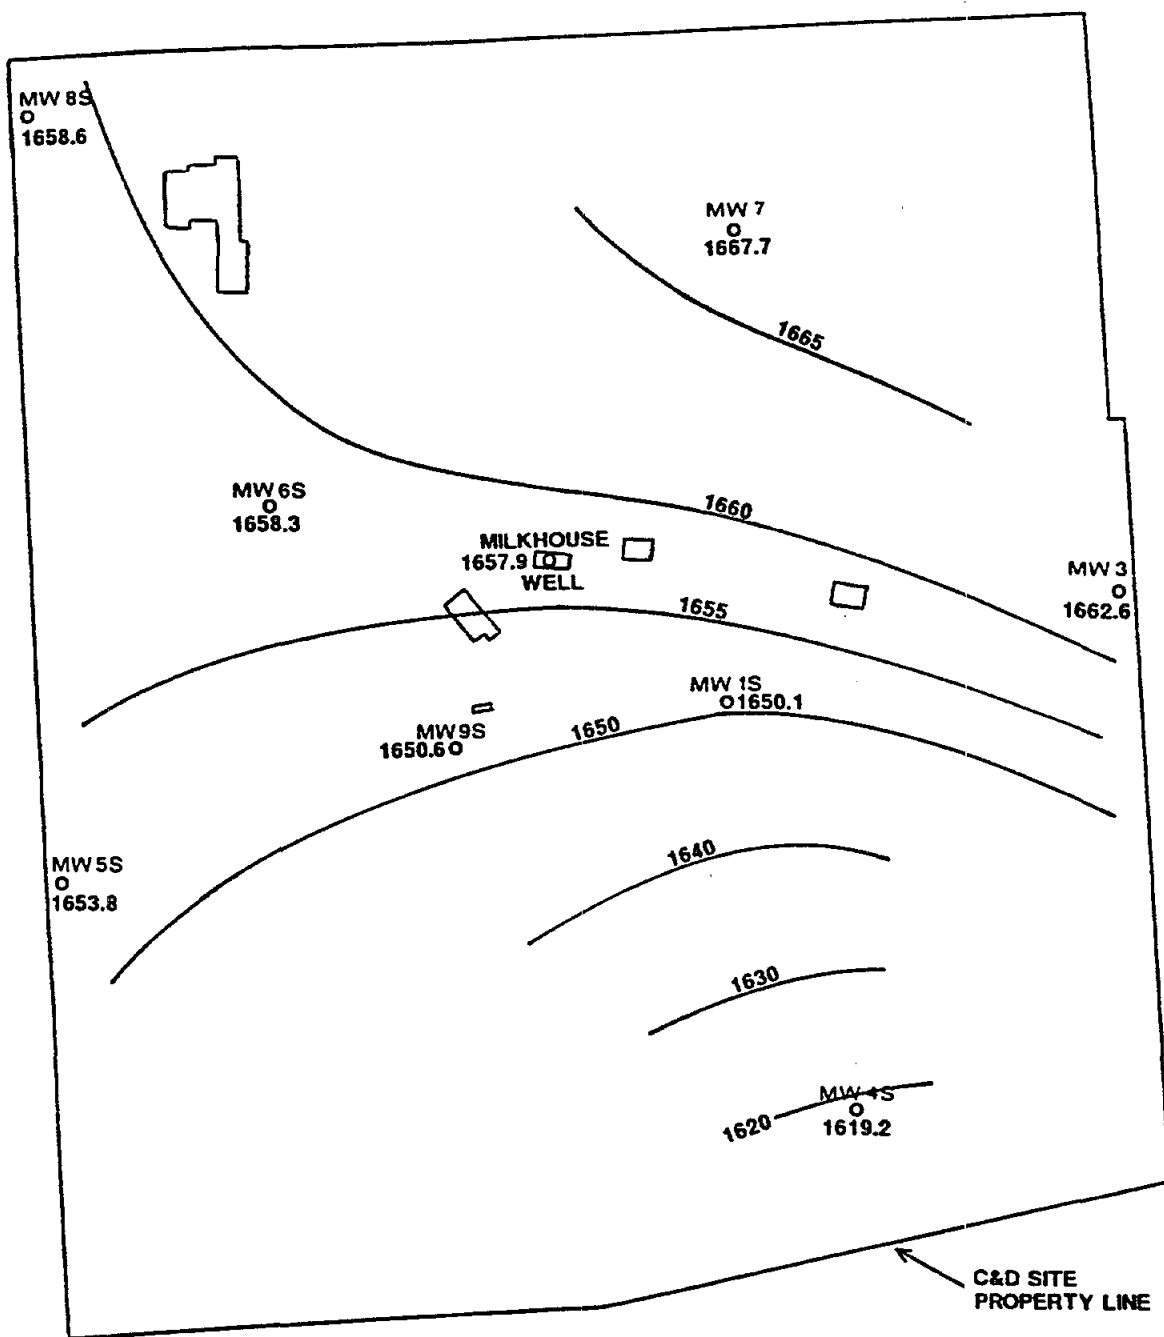 MW 8S
1658.6
MW 7
1667.7
1665
MW 6S
1658.3
1660
MILKHOUSE
1657.9
WELL
MW 3
1662.6
1655
MW 1S
1650.1
MW 9S
1650.6
1650
MW 5S
1653.8
1640
1630
MW 4S
1620
1619.2
C&D SITE
PROPERTY LINE